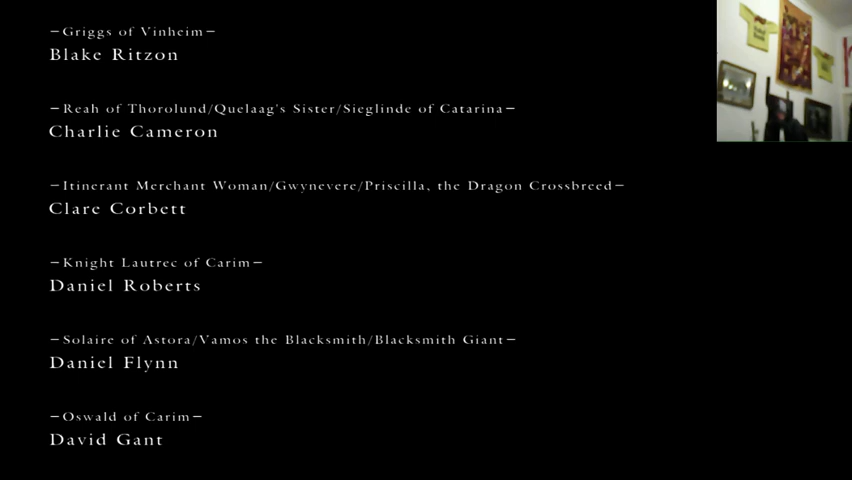 —Griggs of Vinheim—
Blake Ritzon
—Reah of Thorolund/Quelaag's Sister/Sieglinde of Catarina—
Charlie Cameron
—Itinerant Merchant Woman/Gwynevere/Priscilla, the Dragon Crossbreed—
Clare Corbett
—Knight Lautrec of Carim—
Daniel Roberts
—Solaire of Astora/Vamos the Blacksmith/Blacksmith Giant—
Daniel Flynn
—Oswald of Carim—
David Gant